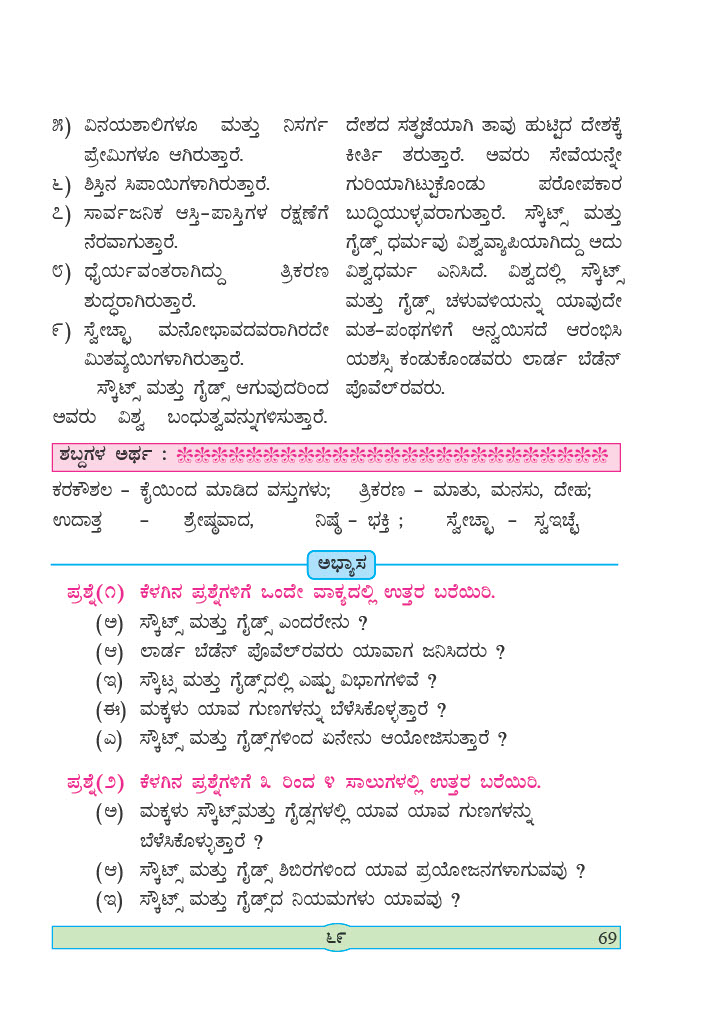 ೫) ವಿನಯಶಾಲಿಗಳೂ ಮತ್ತು ನಿಸರ್ಗ
ಪ್ರೇಮಿಗಳೂ ಆಗಿರುತ್ತಾರೆ.
೬) ಶಿಸ್ತಿನ ಸಿಪಾಯಿಗಳಾಗಿರುತ್ತಾರೆ.
೭) ಸಾರ್ವಜನಿಕ ಆಸ್ತಿ-ಪಾಸ್ತಿಗಳ ರಕ್ಷಣೆಗೆ
ನೆರವಾಗುತ್ತಾರೆ.
೮) ಧೈರ್ಯವಂತರಾಗಿದ್ದು ತ್ರಿಕರಣ
ಶುದ್ಧರಾಗಿರುತ್ತಾರೆ.
೯) ಸ್ವೇಚ್ಛಾ ಮನೋಭಾವದವರಾಗಿರದೇ
ಮಿತವ್ಯಯಿಗಳಾಗಿರುತ್ತಾರೆ.
ಸ್ಕೌಟ್ಸ್ ಮತ್ತು ಗೈಡ್ಸ್ ಆಗುವುದರಿಂದ
ಅವರು ವಿಶ್ವ ಬಂಧುತ್ವವನ್ನುಗಳಿಸುತ್ತಾರೆ.
ದೇಶದ ಸತ್ಪ್ರಜೆಯಾಗಿ ತಾವು ಹುಟ್ಟಿದ ದೇಶಕ್ಕೆ
ಕೀರ್ತಿ ತರುತ್ತಾರೆ. ಅವರು ಸೇವೆಯನ್ನೇ
ಗುರಿಯಾಗಿಟ್ಟುಕೊಂಡು ಪರೋಪಕಾರ
ಬುದ್ಧಿಯುಳ್ಳವರಾಗುತ್ತಾರೆ. ಸ್ಕೌಟ್ಸ್ ಮತ್ತು
ಗೈಡ್ಸ್ ಧರ್ಮವು ವಿಶ್ವವ್ಯಾಪಿಯಾಗಿದ್ದು ಅದು
ವಿಶ್ವಧರ್ಮ ಎನಿಸಿದೆ. ವಿಶ್ವದಲ್ಲಿ ಸ್ಕೌಟ್ಸ್
ಮತ್ತು ಗೈಡ್ಸ್ ಚಳುವಳಿಯನ್ನು ಯಾವುದೇ
ಮತ-ಪಂಥಗಳಿಗೆ ಅನ್ವಯಿಸದೆ ಆರಂಭಿಸಿ
ಯಶಸ್ಸಿ ಕಂಡುಕೊಂಡವರು ಲಾರ್ಡ ಬೆಡೆನ್
ಪೊವೆಲ್‌ರವರು.
ಶಬ್ದಗಳ ಅರ್ಥ :
ಕರಕೌಶಲ - ಕೈಯಿಂದ ಮಾಡಿದ ವಸ್ತುಗಳು; ತ್ರಿಕರಣ - ಮಾತು, ಮನಸು, ದೇಹ;
ಉದಾತ್ತ - ಶ್ರೇಷ್ಠವಾದ, ನಿಷ್ಠೆ - ಭಕ್ತಿ ; ಸ್ವೇಚ್ಛಾ - ಸ್ವಇಚ್ಛೆ
ಅಭ್ಯಾಸ
ಪ್ರಶ್ನೆ(೧) ಕೆಳಗಿನ ಪ್ರಶ್ನೆಗಳಿಗೆ ಒಂದೇ ವಾಕ್ಯದಲ್ಲಿ ಉತ್ತರ ಬರೆಯಿರಿ.
(ಅ) ಸ್ಕೌಟ್ಸ್ ಮತ್ತು ಗೈಡ್ಸ್ ಎಂದರೇನು ?
(ಆ) ಲಾರ್ಡ ಬೆಡೆನ್ ಪೊವೆಲ್‌ರವರು ಯಾವಾಗ ಜನಿಸಿದರು ?
(ಇ) ಸ್ಕೌಟ್ಸ ಮತ್ತು ಗೈಡ್ಸ್‌ದಲ್ಲಿ ಎಷ್ಟು ವಿಭಾಗಗಳಿವೆ ?
(ಈ) ಮಕ್ಕಳು ಯಾವ ಗುಣಗಳನ್ನು ಬೆಳೆಸಿಕೊಳ್ಳತ್ತಾರೆ ?
(ಎ) ಸ್ಕೌಟ್ಸ್ ಮತ್ತು ಗೈಡ್ಸ್‌ಗಳಿಂದ ಏನೇನು ಆಯೋಜಿಸುತ್ತಾರೆ ?
ಪ್ರಶ್ನೆ(೨) ಕೆಳಗಿನ ಪ್ರಶ್ನೆಗಳಿಗೆ ೩ ರಿಂದ ೪ ಸಾಲುಗಳಲ್ಲಿ ಉತ್ತರ ಬರೆಯಿರಿ.
(ಅ) ಮಕ್ಕಳು ಸ್ಕೌಟ್ಸ್‌ಮತ್ತು ಗೈಡ್ಸಗಳಲ್ಲಿ ಯಾವ ಯಾವ ಗುಣಗಳನ್ನು
ಬೆಳೆಸಿಕೊಳ್ಳುತ್ತಾರೆ ?
(ಆ) ಸ್ಕೌಟ್ಸ್ ಮತ್ತು ಗೈಡ್ಸ್ ಶಿಬಿರಗಳಿಂದ ಯಾವ ಪ್ರಯೋಜನಗಳಾಗುವವು ?
(ಇ) ಸ್ಕೌಟ್ಸ್ ಮತ್ತು ಗೈಡ್ಸ್‌ದ ನಿಯಮಗಳು ಯಾವವು ?
೬೯ 69